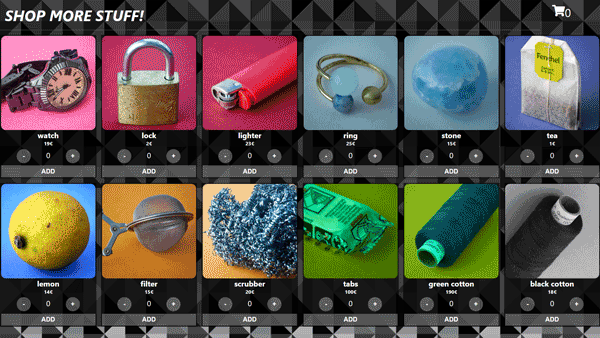 SHOP MORE STUFF!
0
Fenchel
watch lock lighter ring stone tea
19€ 2€ 23€ 25€ 15€ 1€
- 0 + - 0 + - 0 + - 0 + - 0 + - 0 +
ADD ADD ADD ADD ADD ADD
lemon filter scrubber tabs green cotton black cotton
14€ 15€ 20€ 100€ 190€ 18€
- 0 + - 0 + - 0 + - 0 + - 0 + - 0 +
ADD ADD ADD ADD ADD ADD